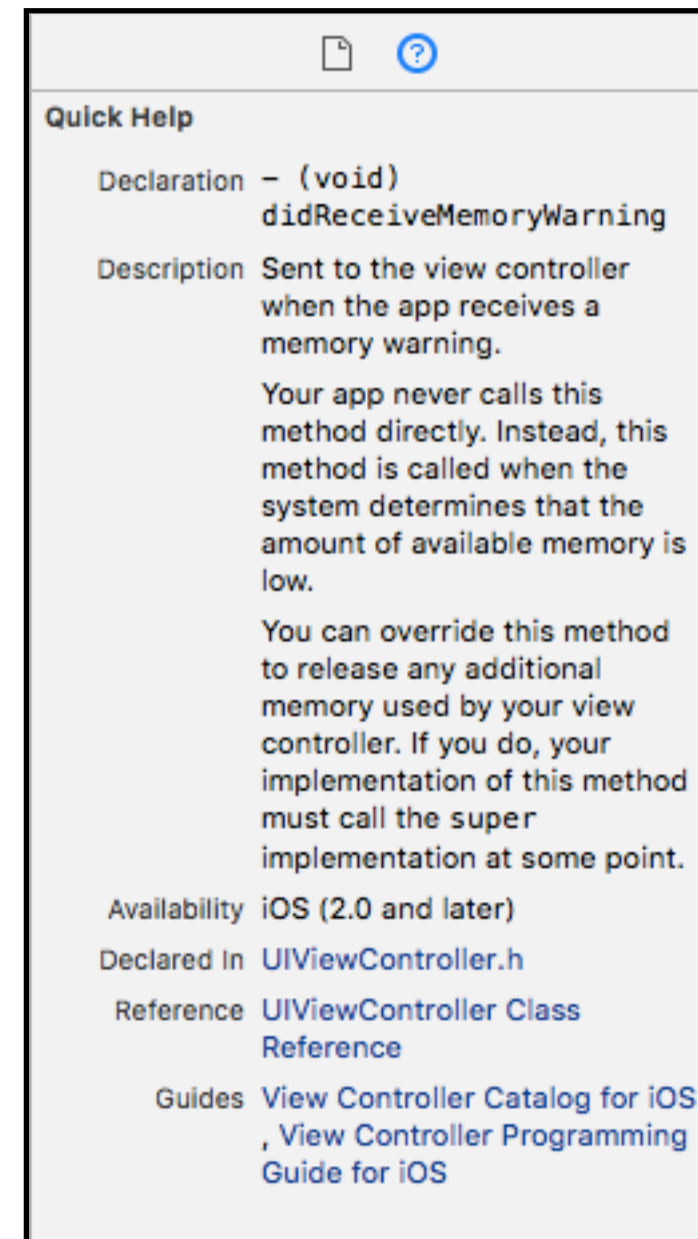 ?
Quick Help
Declaration – (void)
didReceiveMemoryWarning
Description Sent to the view controller
when the app receives a
memory warning.
Your app never calls this
method directly. Instead, this
method is called when the
system determines that the
amount of available memory is
low.
You can override this method
to release any additional
memory used by your view
controller. If you do, your
implementation of this method
must call the super
implementation at some point.
Availability iOS (2.0 and later)
Declared In UIViewController.h
Reference UIViewController Class
Reference
Guides View Controller Catalog for iOS
, View Controller Programming
Guide for iOS